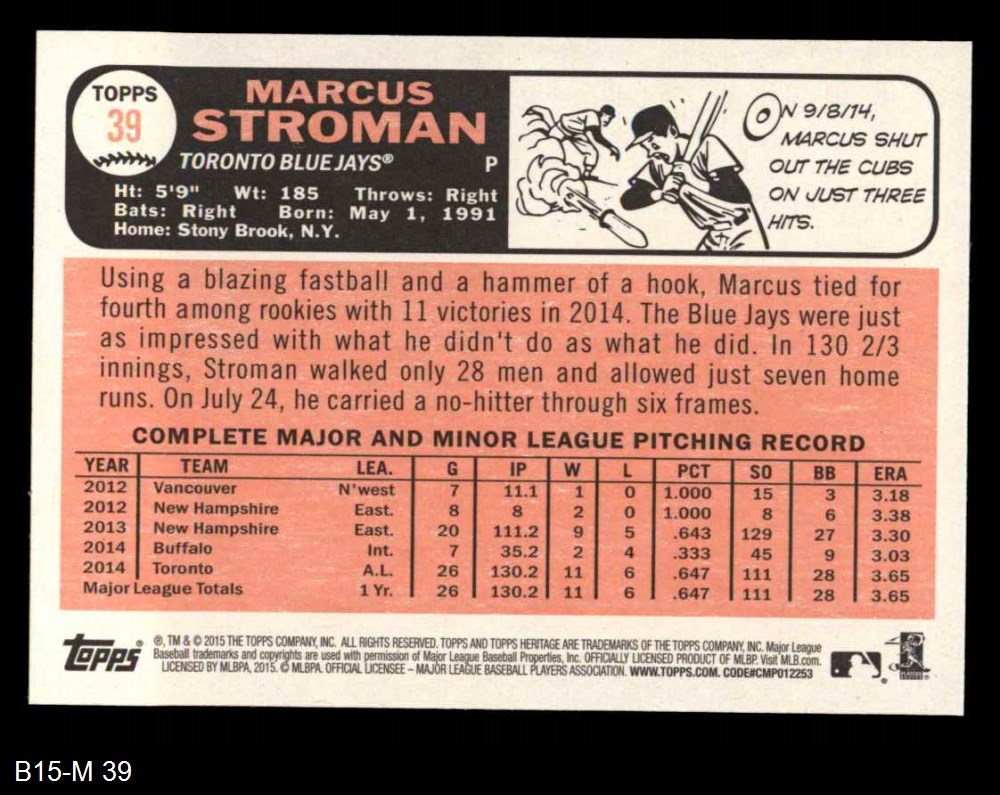 TOPPS
39
MARCUS
STROMAN
TORONTO BLUE JAYS® P
Ht: 5'9" Wt: 185 Throws: Right
Bats: Right Born: May 1, 1991
Home: Stony Brook, N.Y.
ON 9/8/14,
MARCUS SHUT
OUT THE CUBS
ON JUST THREE
HITS.
Using a blazing fastball and a hammer of a hook, Marcus tied for
fourth among rookies with 11 victories in 2014. The Blue Jays were just
as impressed with what he didn't do as what he did. In 130 2/3
innings, Stroman walked only 28 men and allowed just seven home
runs. On July 24, he carried a no-hitter through six frames.
COMPLETE MAJOR AND MINOR LEAGUE PITCHING RECORD
YEAR TEAM LEA. G IP W L PCT SO BB ERA
2012 Vancouver N'west 7 11.1 1 0 1.000 15 3 3.18
2012 New Hampshire East. 8 8 2 0 1.000 8 6 3.38
2013 New Hampshire East. 20 111.2 9 5 .643 129 27 3.30
2014 Buffalo Int. 7 35.2 2 4 .333 45 9 3.03
2014 Toronto A.L. 26 130.2 11 6 .647 111 28 3.65
Major League Totals 1 Yr. 26 130.2 11 6 .647 111 28 3.65
topps®
®, TM & © 2015 THE TOPPS COMPANY, INC. ALL RIGHTS RESERVED. TOPPS AND TOPPS HERITAGE ARE TRADEMARKS OF THE TOPPS COMPANY, INC. Major League
Baseball trademarks and copyrights are used with permission of Major League Baseball Properties, Inc. OFFICIALLY LICENSED PRODUCT OF MLBP. Visit MLB.com.
LICENSED BY MLBPA, 2015. © MLBPA. OFFICIAL LICENSEE – MAJOR LEAGUE BASEBALL PLAYERS ASSOCIATION. WWW.TOPPS.COM. CODE#CMP012253
B15-M 39